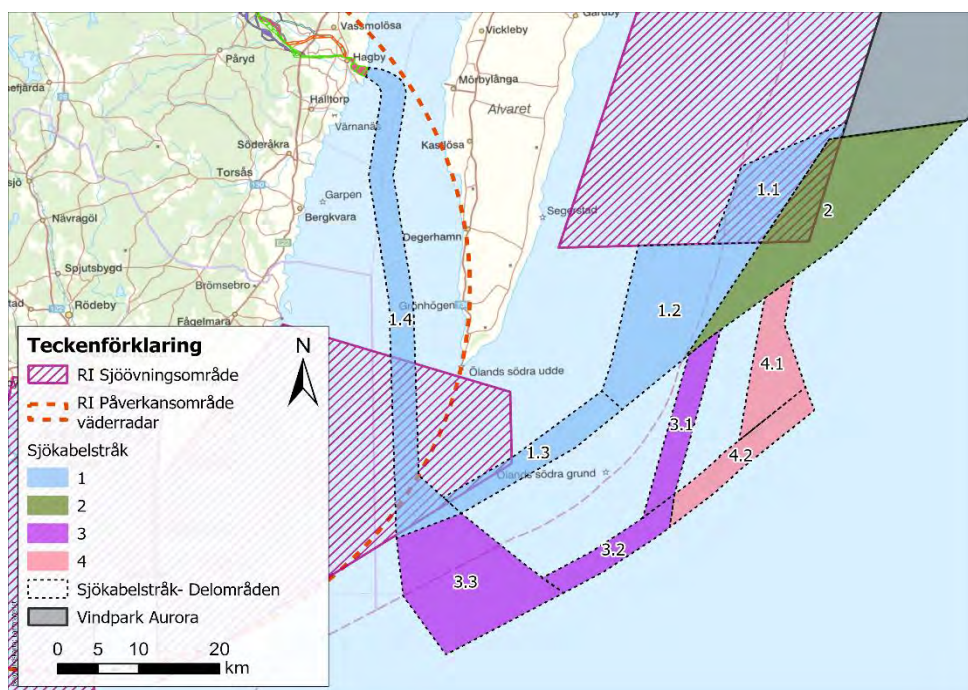 Vassmolösa
Vickleby
Gårdby
Påryd
Hagby
Mörbylånga
Halltorp
Alvaret
Värnanäs
Söderåkra
Kastlösa
Torsås
1.1
Garpen
Segerstad
Nävragöl
Bergkvara
2
Degerhamn
Spjutsbygd
Brömsebro
Rödeby
Grönhögen
1.2
Fågelmara
1.4
Teckenförklaring
N
RI Sjöövningsområde
Ölands södra udde
4.1
RI Påverkansområde
väderradar
3.1
Sjökabelstråk
1.3
4.2
1
Ölands södra grund
2
3
3.2
4
3.3
Sjökabelstråk- Delområden
Vindpark Aurora
0 5 10 20
km